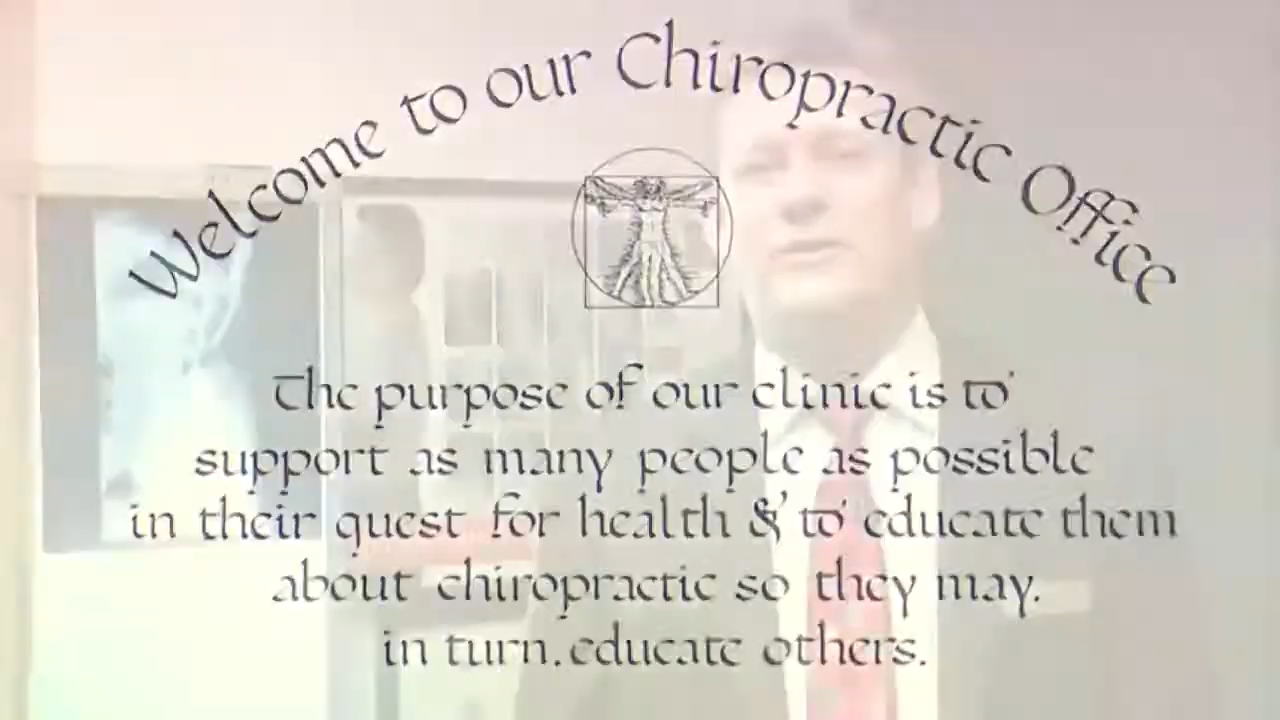 Welcome to our Chiropractic Office
The purpose of our clinic is to
support as many people as possible
in their quest for health & to educate them
about chiropractic so they may,
in turn, educate others.